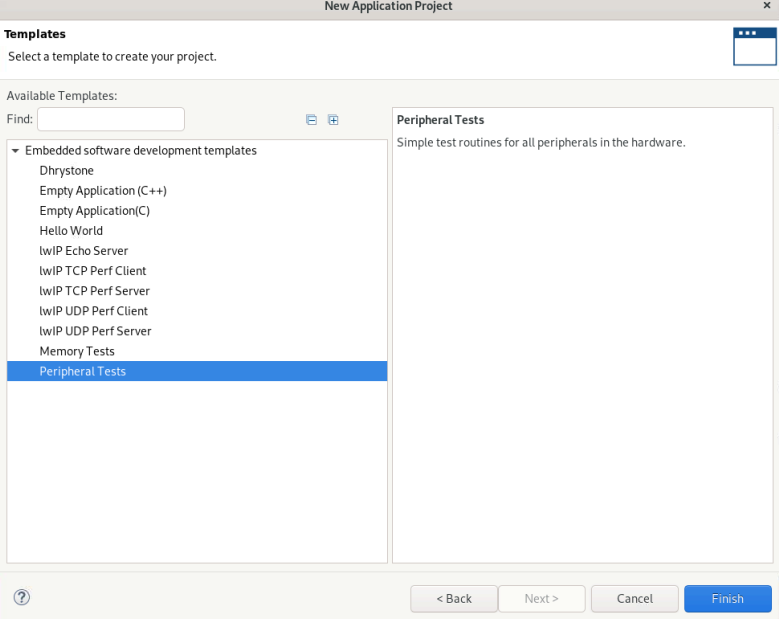 New Application Project
×
Templates
Select a template to create your project.
Available Templates:
Find:
Embedded software development templates
Dhrystone
Empty Application (C++)
Empty Application(C)
Hello World
lwIP Echo Server
lwIP TCP Perf Client
lwIP TCP Perf Server
lwIP UDP Perf Client
lwIP UDP Perf Server
Memory Tests
Peripheral Tests
Peripheral Tests
Simple test routines for all peripherals in the hardware.
?
< Back
Next >
Cancel
Finish